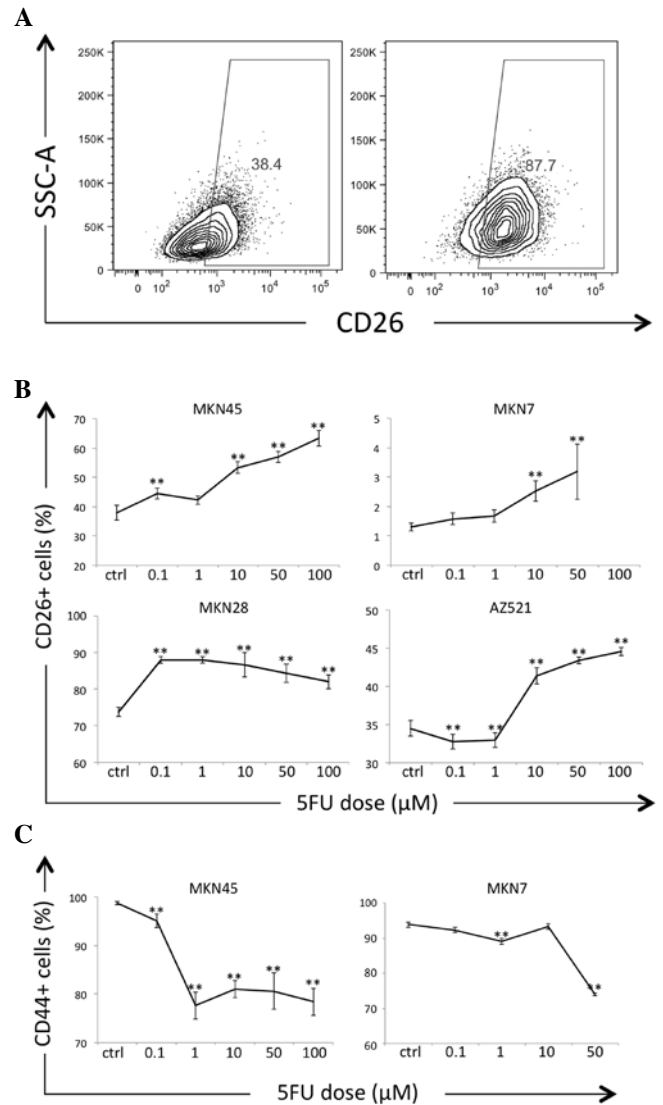 A
250K
200K
150K
100K
50K
0
38.4
0 10² 10³ 10⁴ 10⁵
250K
200K
150K
100K
50K
0
87.7
0 10² 10³ 10⁴ 10⁵
SSC-A
CD26
B
CD26+ cells (%)
MKN45
70
60
50
40
30
20
** ** ** **
ctrl 0.1 1 10 50 100
MKN7
5
4
3
2
1
0
** **
ctrl 0.1 1 10 50 100
MKN28
100
90
80
70
60
** ** ** ** **
ctrl 0.1 1 10 50 100
AZ521
45
40
35
30
** ** ** ** **
ctrl 0.1 1 10 50 100
5FU dose (μM)
C
CD44+ cells (%)
MKN45
100
90
80
70
** ** ** ** **
ctrl 0.1 1 10 50 100
MKN7
100
90
80
70
60
** **
ctrl 0.1 1 10 50
5FU dose (μM)